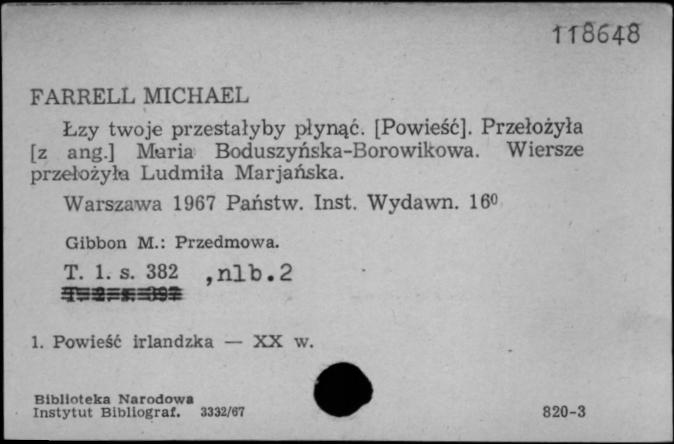 118648
FARRELL MICHAEL
Łzy twoje przestałyby płynąć. [Powieść]. Przełożyła
[z ang.] Maria Boduszyńska-Borowikowa. Wiersze
przełożyła Ludmiła Marjańska.
Warszawa 1967 Państw. Inst. Wydawn. 16⁰
Gibbon M.: Przedmowa.
T. 1. s. 382 ,nlb.2
T. 2. s. 392
1. Powieść irlandzka — XX w.
Biblioteka Narodowa
Instytut Bibliograf. 3332/67 820-3